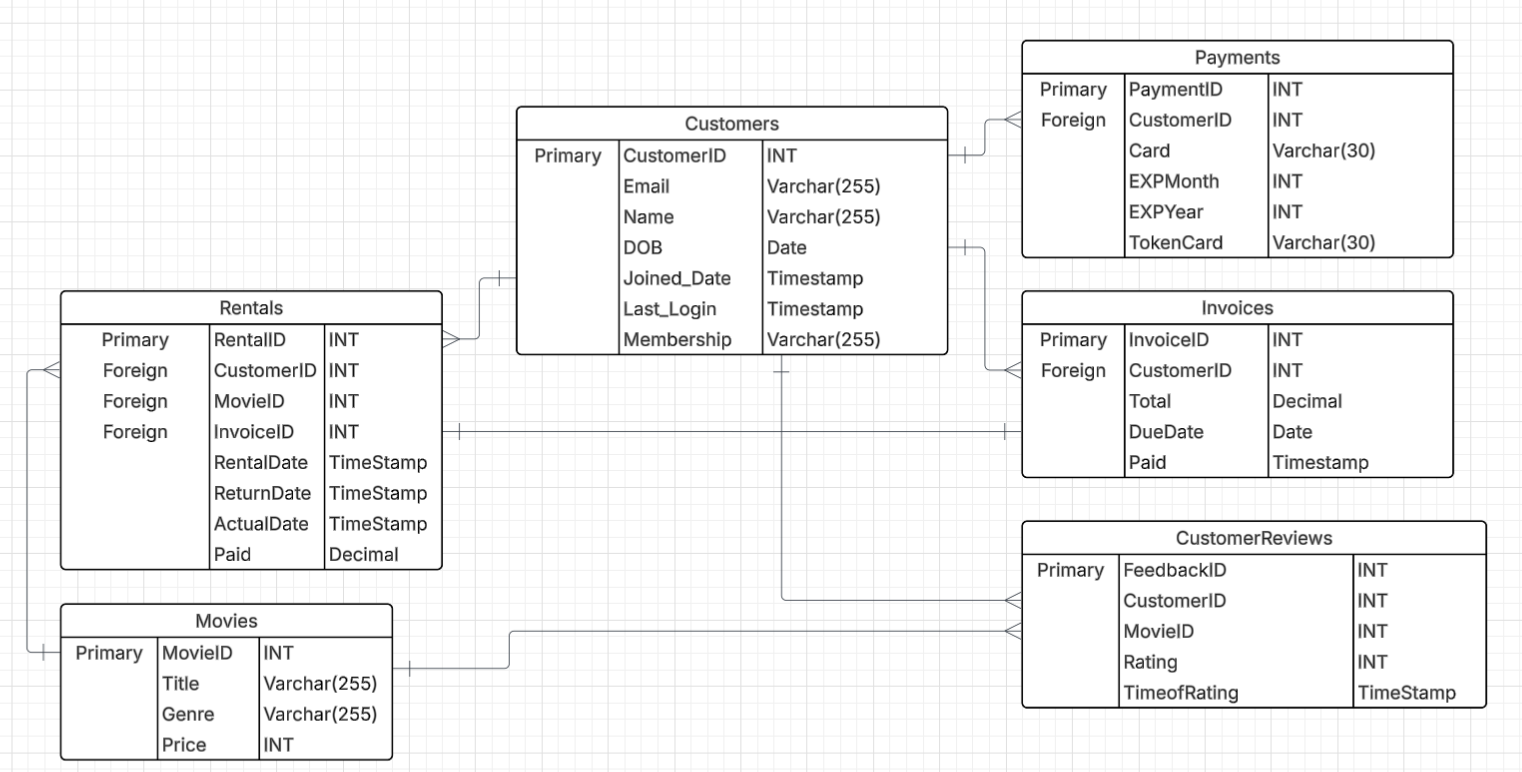 Payments
Primary PaymentID INT
Foreign CustomerID INT
Card Varchar(30)
EXPMonth INT
EXPYear INT
TokenCard Varchar(30)
Customers
Primary CustomerID INT
Email Varchar(255)
Name Varchar(255)
DOB Date
Joined_Date Timestamp
Last_Login Timestamp
Membership Varchar(255)
Rentals
Primary RentalID INT
Foreign CustomerID INT
Foreign MovieID INT
Foreign InvoiceID INT
RentalDate TimeStamp
ReturnDate TimeStamp
ActualDate TimeStamp
Paid Decimal
Invoices
Primary InvoiceID INT
Foreign CustomerID INT
Total Decimal
DueDate Date
Paid Timestamp
CustomerReviews
Primary FeedbackID INT
CustomerID INT
MovieID INT
Rating INT
TimeofRating TimeStamp
Movies
Primary MovieID INT
Title Varchar(255)
Genre Varchar(255)
Price INT